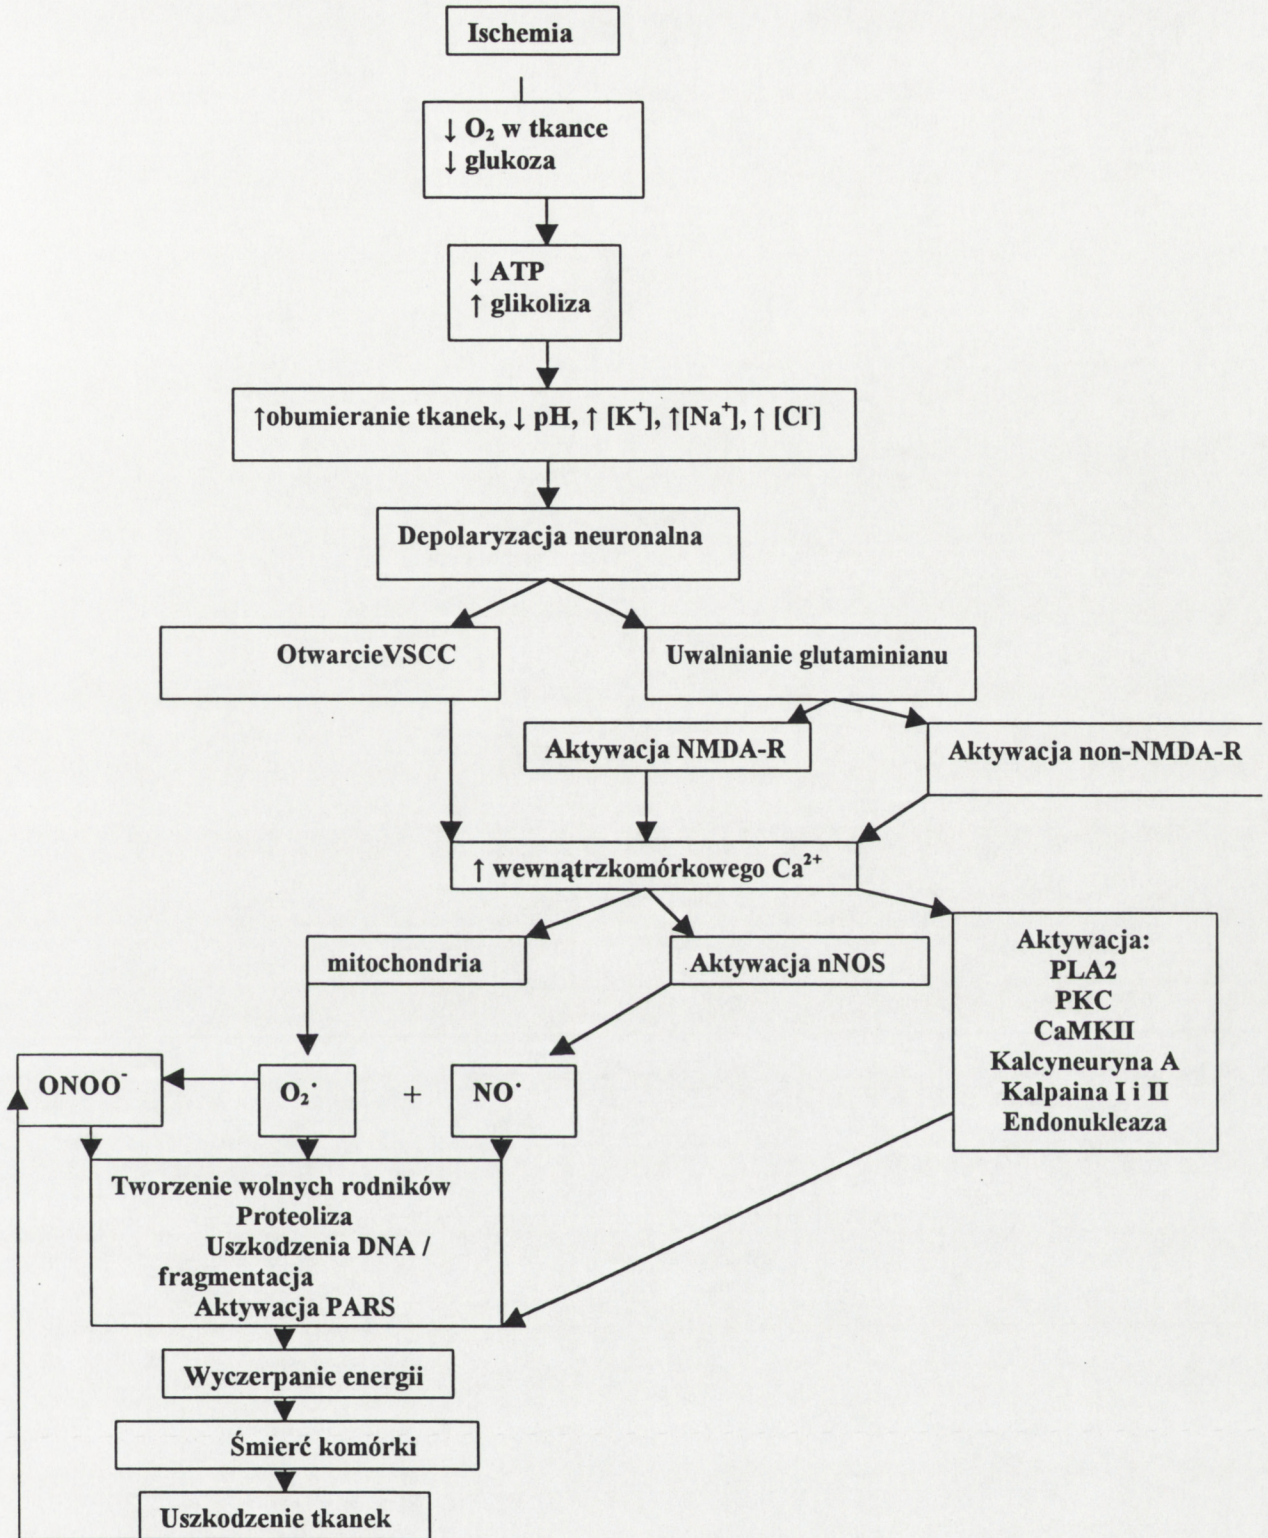 Ischemia
↓ O₂ w tkance
↓ glukoza
↓ ATP
↑ glikoliza
↑obumieranie tkanek, ↓ pH, ↑ [K⁺], ↑[Na⁺], ↑ [Cl⁻]
Depolaryzacja neuronalna
OtwarcieVSCC
Uwalnianie glutaminianu
Aktywacja NMDA-R
Aktywacja non-NMDA-R
↑ wewnątrzkomórkowego Ca²⁺
mitochondria
Aktywacja nNOS
Aktywacja:
PLA2
PKC
CaMKII
Kalcyneuryna A
Kalpaina I i II
Endonukleaza
ONOO⁻
O₂˙
+
NO˙
Tworzenie wolnych rodników
Proteoliza
Uszkodzenia DNA /
fragmentacja
Aktywacja PARS
Wyczerpanie energii
Śmierć komórki
Uszkodzenie tkanek